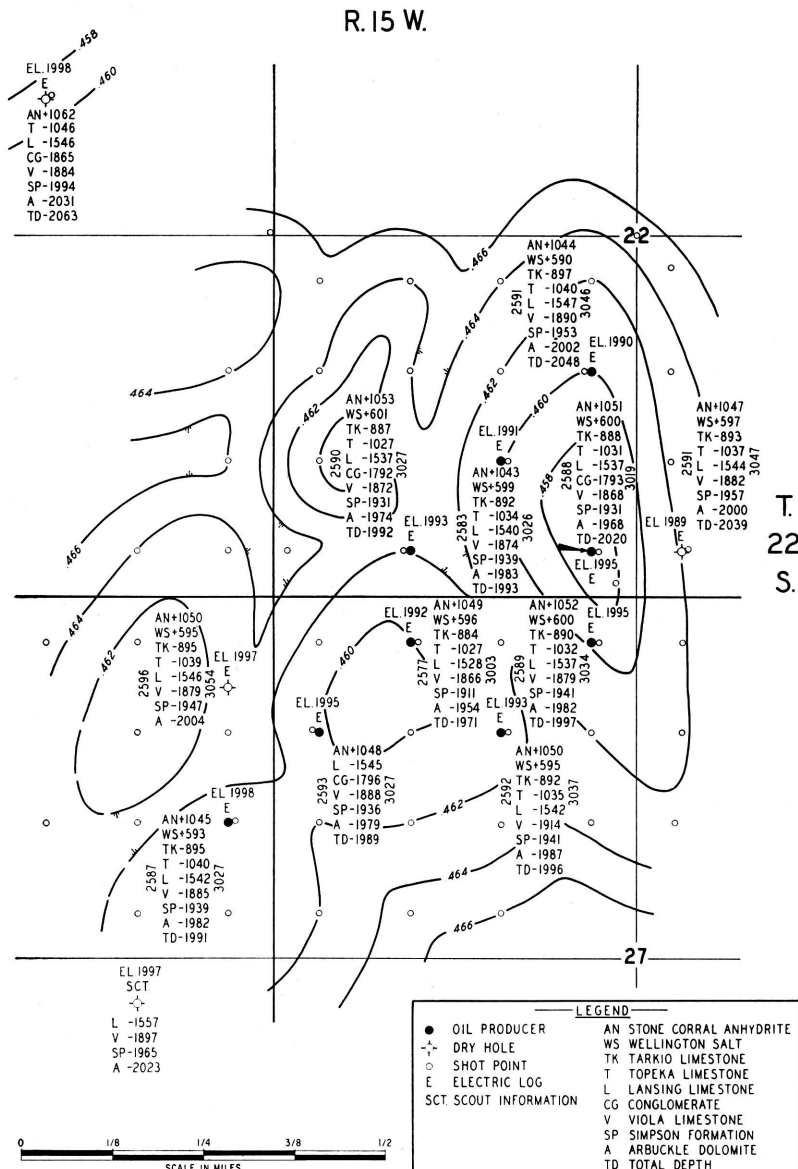 R. 15 W.
.458
.460
EL. 1998
E
AN+1062
T -1046
L -1546
CG-1865
V -1884
SP-1994
A -2031
TD-2063
22
.466
.464
.462
.460
.458
AN+1044
WS+590
TK-897
T -1040
L -1547
V -1890
SP-1953
A -2002
TD-2048
2591
3046
EL. 1990
E
.464
.462
AN+1053
WS+601
TK-887
T -1027
L -1537
CG-1792
V -1872
SP-1931
A -1974
TD-1992
2590
3027
EL. 1993
E
EL. 1991
E
AN+1043
WS+599
TK-892
T -1034
L -1540
V -1874
SP-1939
A -1983
TD-1993
2583
3026
AN+1051
WS+600
TK-888
T -1031
L -1537
CG-1793
V -1868
SP-1931
A -1968
TD-2020
2588
3019
EL. 1995
E
AN+1047
WS+597
TK-893
T -1037
L -1544
V -1882
SP-1957
A -2000
TD-2039
2591
3047
EL 1989
E
T.
22
S.
.466
.464
.462
AN+1050
WS+595
TK-895
T -1039
L -1546
V -1879
SP-1947
A -2004
2596
3054
EL. 1997
E
.460
EL. 1992
E
AN+1049
WS+596
TK-884
T -1027
L -1528
V -1866
SP-1911
A -1954
TD-1971
2577
3003
AN+1052
WS+600
TK-890
T -1032
L -1537
V -1879
SP-1941
A -1982
TD-1997
2589
3034
EL. 1995
E
EL. 1995
E
AN+1048
L -1545
CG-1796
V -1888
SP-1936
A -1979
TD-1989
2593
3027
EL. 1993
E
AN+1050
WS+595
TK-892
T -1035
L -1542
V -1914
SP-1941
A -1987
TD-1996
2592
3037
EL. 1998
E
AN+1045
WS+593
TK-895
T -1040
L -1542
V -1885
SP-1939
A -1982
TD-1991
2587
3027
.462
.464
.466
27
EL 1997
SCT.
L -1557
V -1897
SP-1965
A -2023
LEGEND
OIL PRODUCER
DRY HOLE
SHOT POINT
E ELECTRIC LOG
SCT. SCOUT INFORMATION
AN STONE CORRAL ANHYDRITE
WS WELLINGTON SALT
TK TARKIO LIMESTONE
T TOPEKA LIMESTONE
L LANSING LIMESTONE
CG CONGLOMERATE
V VIOLA LIMESTONE
SP SIMPSON FORMATION
A ARBUCKLE DOLOMITE
TD TOTAL DEPTH
0 1/8 1/4 3/8 1/2
SCALE IN MILES